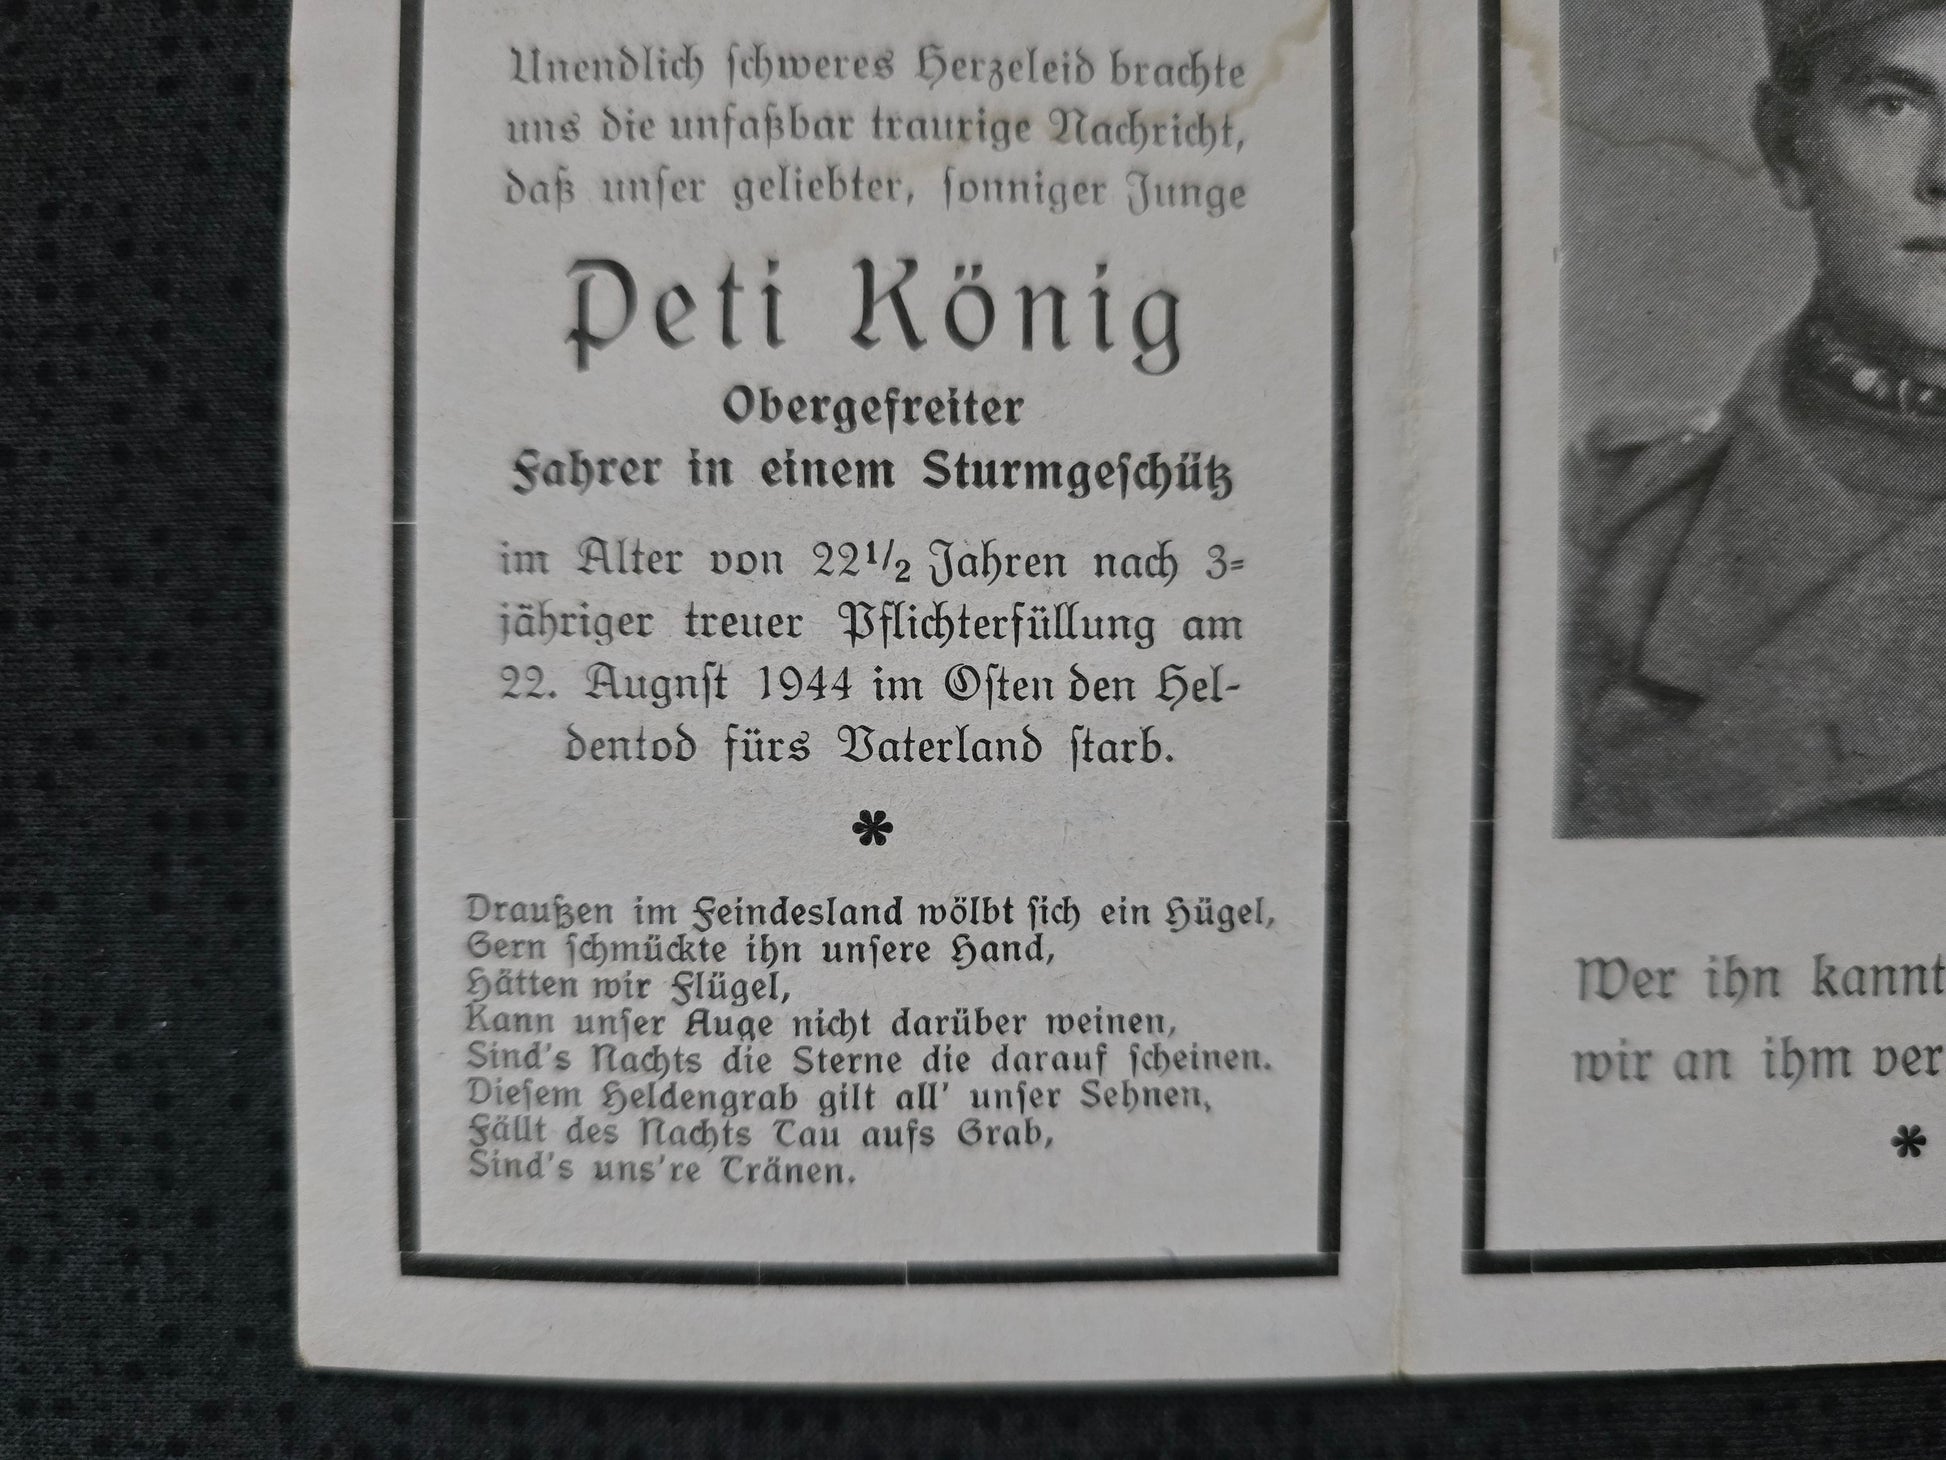 Unendlich schweres Herzeleid brachte
uns die unfaßbar traurige Nachricht,
daß unser geliebter, sonniger Junge
Peti König
Obergefreiter
Fahrer in einem Sturmgeschütz
im Alter von 22½ Jahren nach 3=
jähriger treuer Pflichterfüllung am
22. Augnst 1944 im Osten den Hel-
dentod fürs Vaterland starb.
*
Draußen im Feindesland wölbt sich ein Hügel,
Gern schmückte ihn unsere Hand,
Hätten wir Flügel,
Kann unser Auge nicht darüber weinen,
Sind's Nachts die Sterne die darauf scheinen.
Diesem Heldengrab gilt all' unser Sehnen,
Fällt des Nachts Tau aufs Grab,
Sind's uns're Tränen.
Wer ihn kannt
wir an ihm ver
*